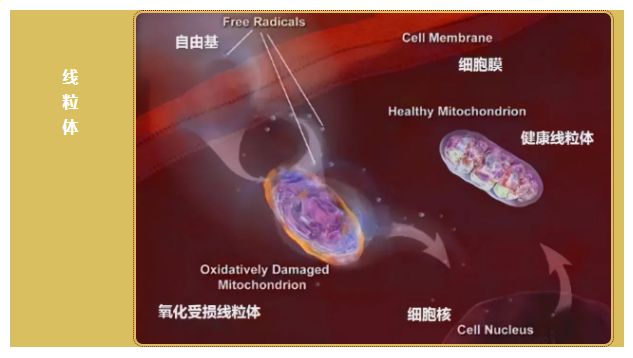 线
粒
体
Free Radicals
自由基
Cell Membrane
细胞膜
Healthy Mitochondrion
健康线粒体
Oxidatively Damaged
Mitochondrion
氧化受损线粒体
细胞核
Cell Nucleus